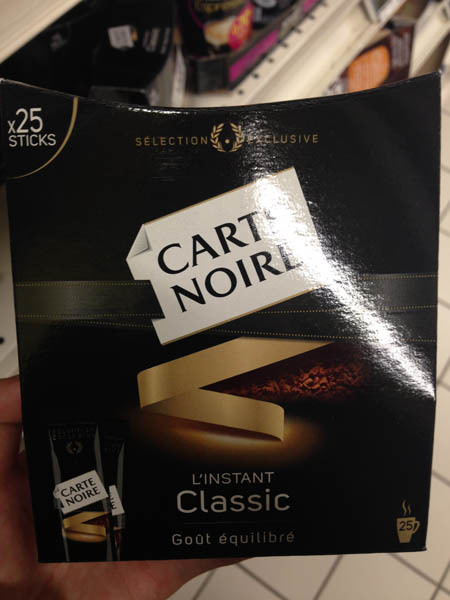 x25
STICKS
SÉLECTION EXCLUSIVE
CARTE
NOIRE
CARTE
NOIRE
L'INSTANT
Classic
Goût équilibré
25